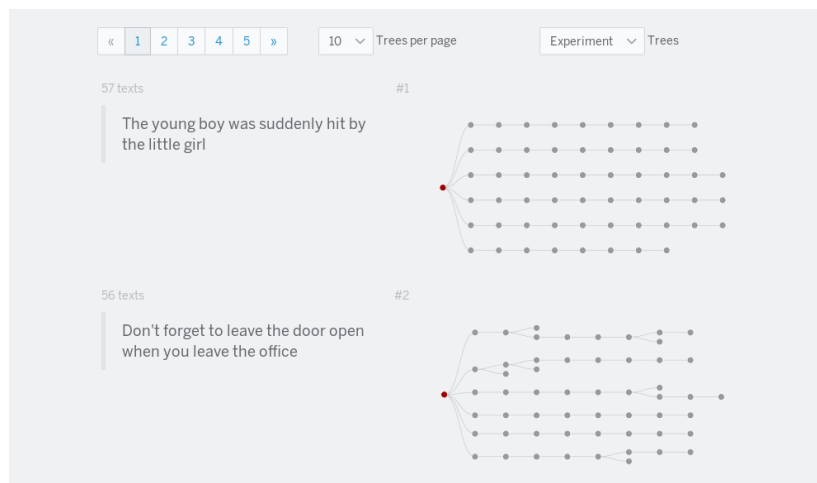 « 1 2 3 4 5 » 10 Trees per page Experiment Trees
57 texts #1
The young boy was suddenly hit by
the little girl
56 texts #2
Don't forget to leave the door open
when you leave the office